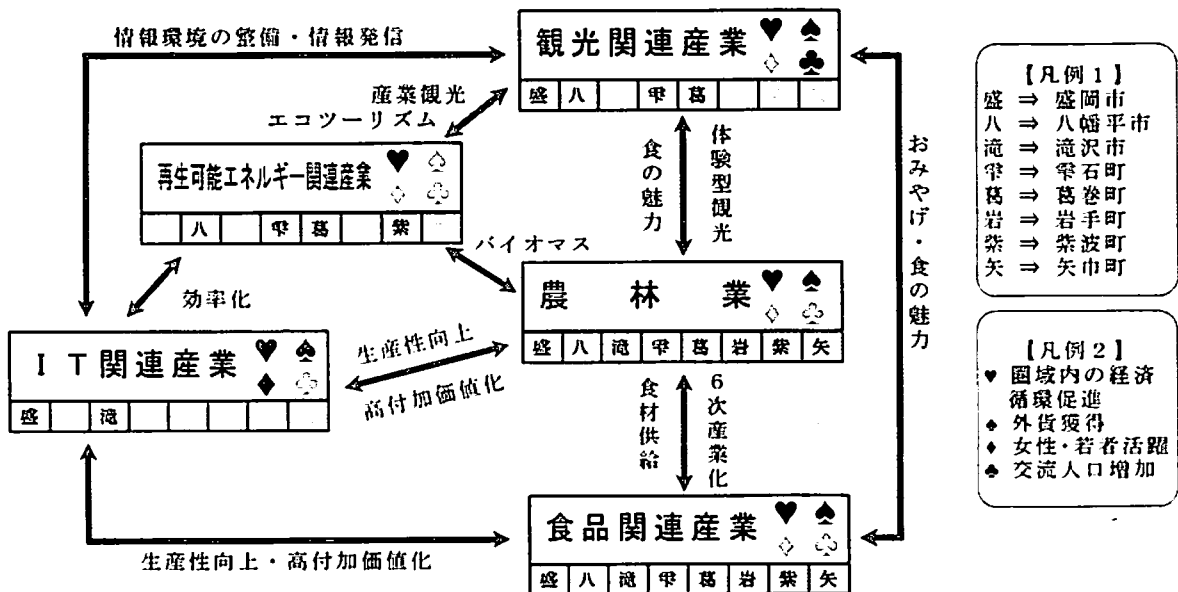 情報環境の整備・情報発信
観光関連産業 ♥ ♠ ♢ ♣
盛 八 雫 葛
産業観光
エコツーリズム
再生可能エネルギー関連産業 ♥ ♤ ♢ ♧
八 雫 葛 紫
食の魅力
体験型観光
おみやげ・食の魅力
バイオマス
効率化
農林業 ♥ ♠ ♢ ♧
盛 八 滝 雫 葛 岩 紫 矢
IT関連産業 ♥ ♠ ♦ ♧
盛 滝
生産性向上
高付加価値化
食材供給
6次産業化
食品関連産業 ♥ ♠ ♢ ♧
盛 八 滝 雫 葛 岩 紫 矢
生産性向上・高付加価値化
【凡例1】
盛 ⇒ 盛岡市
八 ⇒ 八幡平市
滝 ⇒ 滝沢市
雫 ⇒ 雫石町
葛 ⇒ 葛巻町
岩 ⇒ 岩手町
紫 ⇒ 紫波町
矢 ⇒ 矢巾町
【凡例2】
♥ 圏域内の経済
循環促進
♠ 外貨獲得
♦ 女性・若者活躍
♣ 交流人口増加